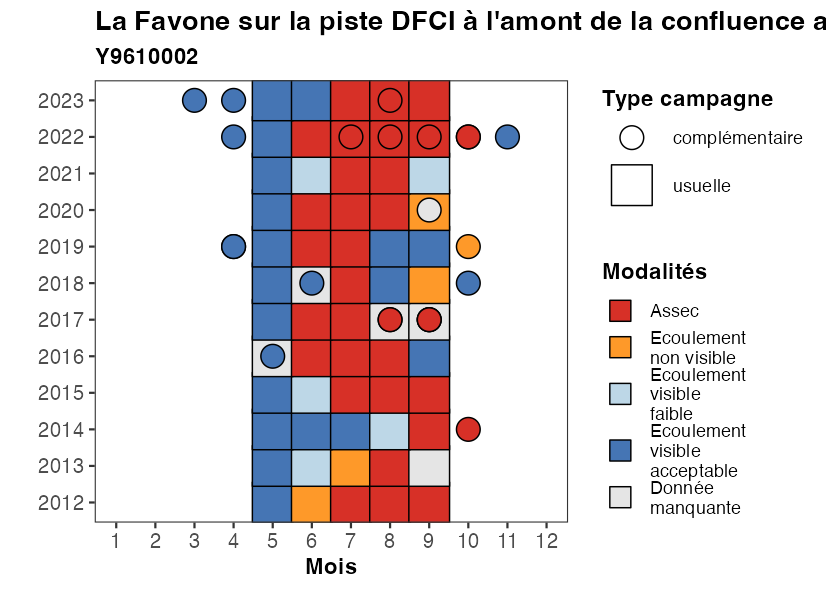 La Favone sur la piste DFCI à l'amont de la confluence a
Y9610002
2023
2022
2021
2020
2019
2018
2017
2016
2015
2014
2013
2012
1 2 3 4 5 6 7 8 9 10 11 12
Mois
Type campagne
complémentaire
usuelle
Modalités
Assec
Ecoulement
non visible
Ecoulement
visible
faible
Ecoulement
visible
acceptable
Donnée
manquante